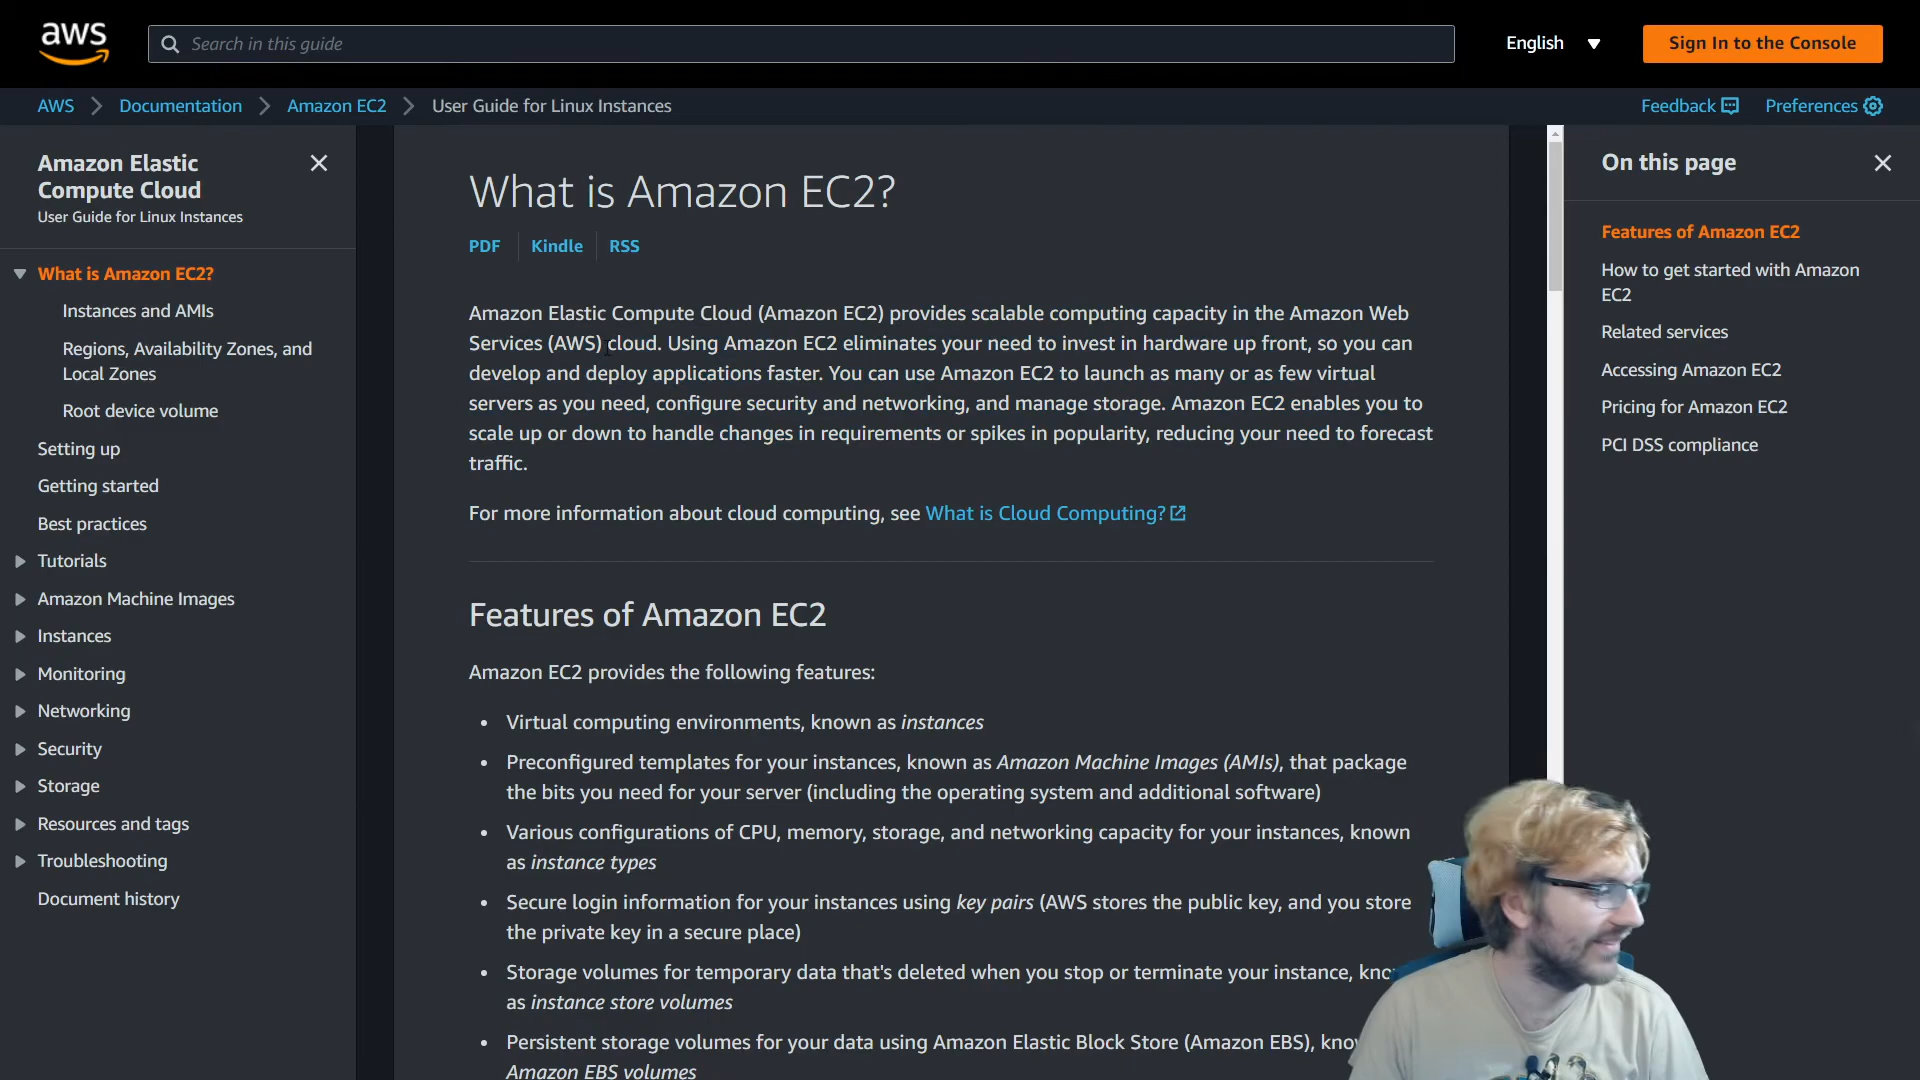 aws
Search in this guide
English
Sign In to the Console
AWS
Documentation
Amazon EC2
User Guide for Linux Instances
Feedback
Preferences
Amazon Elastic
Compute Cloud
User Guide for Linux Instances
What is Amazon EC2?
Instances and AMIs
Regions, Availability Zones, and
Local Zones
Root device volume
Setting up
Getting started
Best practices
Tutorials
Amazon Machine Images
Instances
Monitoring
Networking
Security
Storage
Resources and tags
Troubleshooting
Document history
What is Amazon EC2?
PDF
Kindle
RSS
Amazon Elastic Compute Cloud (Amazon EC2) provides scalable computing capacity in the Amazon Web
Services (AWS) cloud. Using Amazon EC2 eliminates your need to invest in hardware up front, so you can
develop and deploy applications faster. You can use Amazon EC2 to launch as many or as few virtual
servers as you need, configure security and networking, and manage storage. Amazon EC2 enables you to
scale up or down to handle changes in requirements or spikes in popularity, reducing your need to forecast
traffic.
For more information about cloud computing, see What is Cloud Computing?
Features of Amazon EC2
Amazon EC2 provides the following features:
• Virtual computing environments, known as instances
• Preconfigured templates for your instances, known as Amazon Machine Images (AMIs), that package
the bits you need for your server (including the operating system and additional software)
• Various configurations of CPU, memory, storage, and networking capacity for your instances, known
as instance types
• Secure login information for your instances using key pairs (AWS stores the public key, and you store
the private key in a secure place)
• Storage volumes for temporary data that's deleted when you stop or terminate your instance,
as instance store volumes
• Persistent storage volumes for your data using Amazon Elastic Block Store (Amazon EBS),
Amazon EBS volumes
On this page
Features of Amazon EC2
How to get started with Amazon
EC2
Related services
Accessing Amazon EC2
Pricing for Amazon EC2
PCI DSS compliance